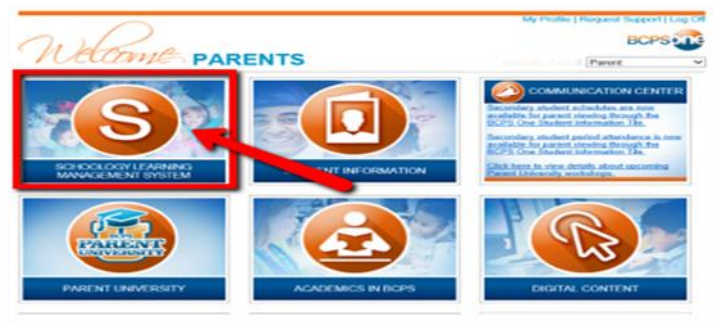 My Profile | Request Support | Log Off
Welcome PARENTS
BCPSone
Parent
S
SCHOOLOGY LEARNING
MANAGEMENT SYSTEM
INFORMATION
COMMUNICATION CENTER
Secondary student schedules are now
available for parent viewing through the
BCPS One Student Information Tile.
Secondary student period attendance is now
available for parent viewing through the
BCPS One Student Information Tile.
Click here to view details about upcoming
Parent University workshops.
PARENT
UNIVERSITY
PARENT UNIVERSITY
ACADEMICS IN BCPS
DIGITAL CONTENT